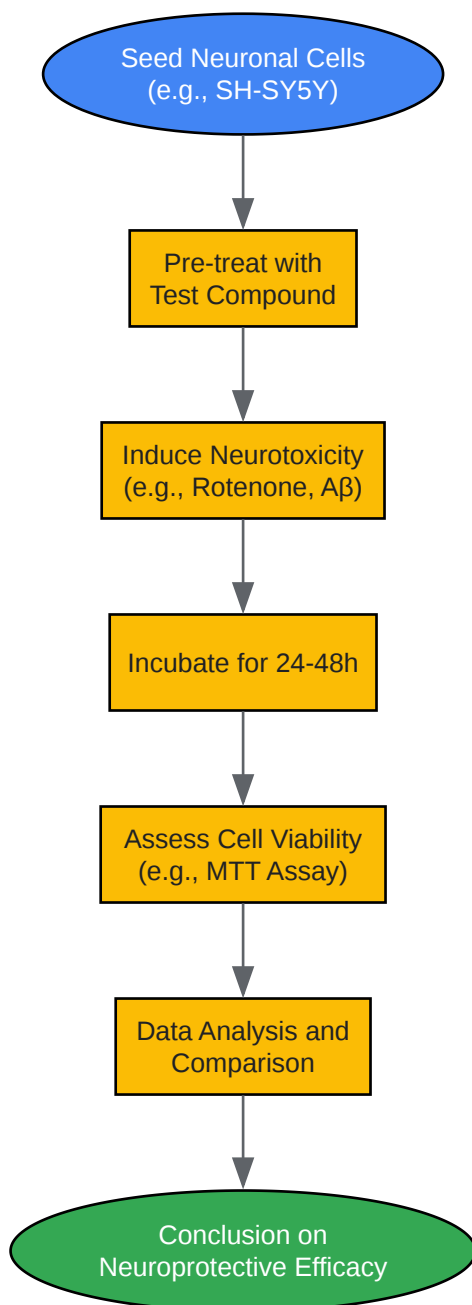 Seed Neuronal Cells
(e.g., SH-SY5Y)
Pre-treat with
Test Compound
Induce Neurotoxicity
(e.g., Rotenone, Aβ)
Incubate for 24-48h
Assess Cell Viability
(e.g., MTT Assay)
Data Analysis and
Comparison
Conclusion on
Neuroprotective Efficacy